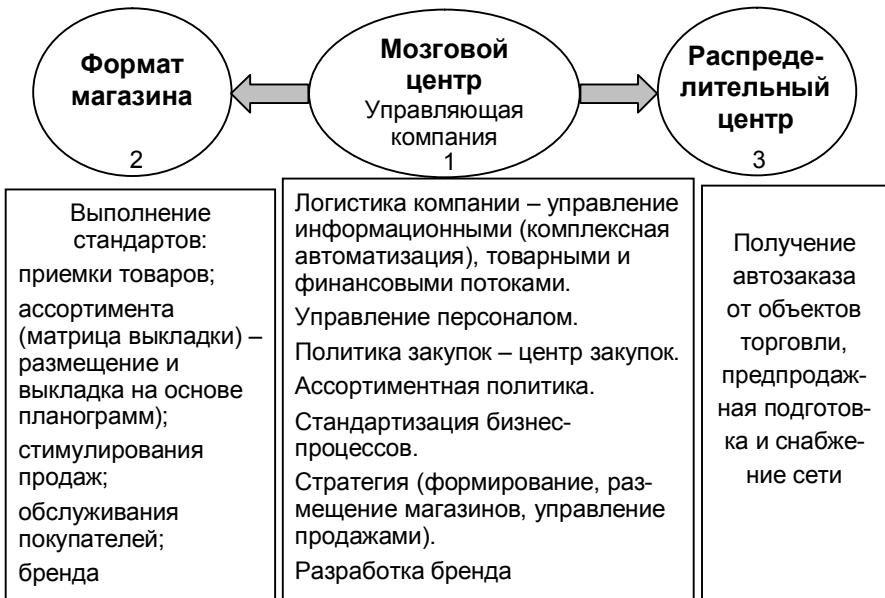 Формат
магазина
2
Мозговой
центр
Управляющая
компания
1
Распреде-
лительный
центр
3
Выполнение
стандартов:
приемки товаров;
ассортимента
(матрица выкладки) –
размещение и
выкладка на основе
планограмм);
стимулирования
продаж;
обслуживания
покупателей;
бренда
Логистика компании – управление
информационными (комплексная
автоматизация), товарными и
финансовыми потоками.
Управление персоналом.
Политика закупок – центр закупок.
Ассортиментная политика.
Стандартизация бизнес-
процессов.
Стратегия (формирование, раз-
мещение магазинов, управление
продажами).
Разработка бренда
Получение
автозаказа
от объектов
торговли,
предпродаж-
ная подготов-
ка и снабже-
ние сети